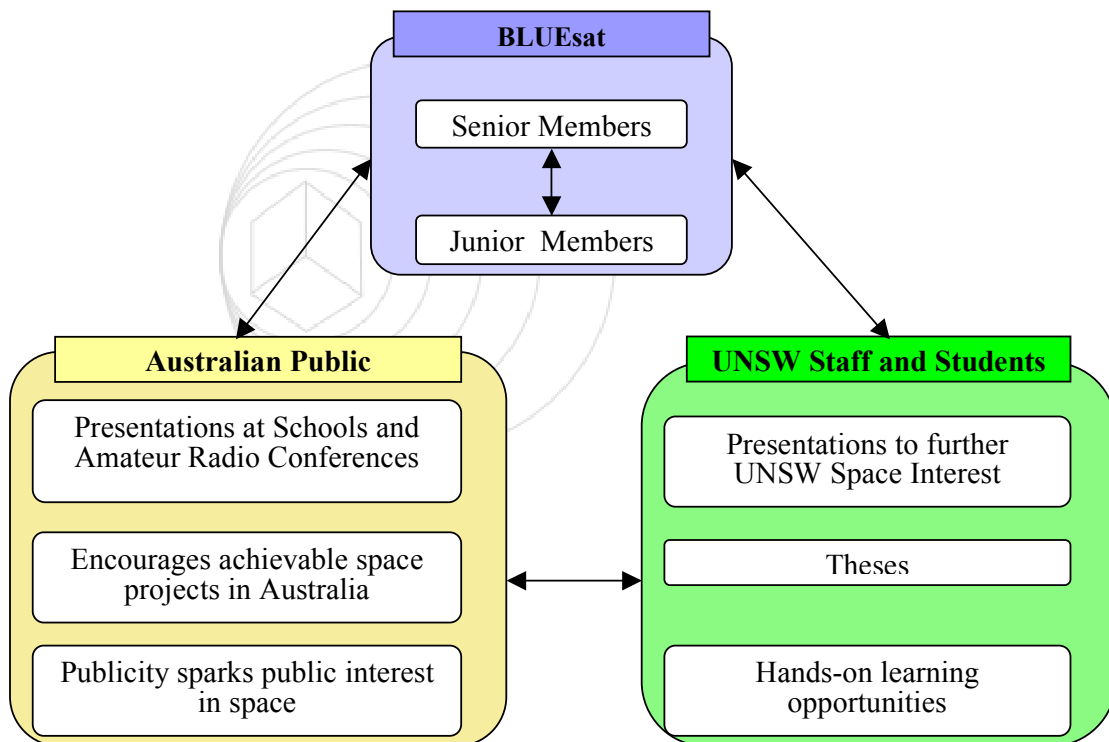 BLUEsat
Senior Members
Junior Members
Australian Public
Presentations at Schools and
Amateur Radio Conferences
Encourages achievable space
projects in Australia
Publicity sparks public interest
in space
UNSW Staff and Students
Presentations to further
UNSW Space Interest
Theses
Hands-on learning
opportunities